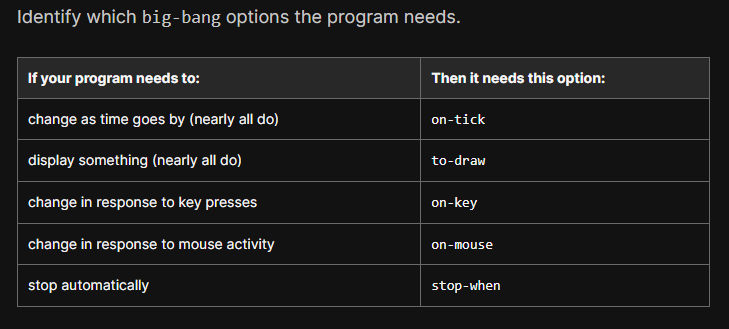 Identify which big-bang options the program needs.
If your program needs to: Then it needs this option:
change as time goes by (nearly all do) on-tick
display something (nearly all do) to-draw
change in response to key presses on-key
change in response to mouse activity on-mouse
stop automatically stop-when